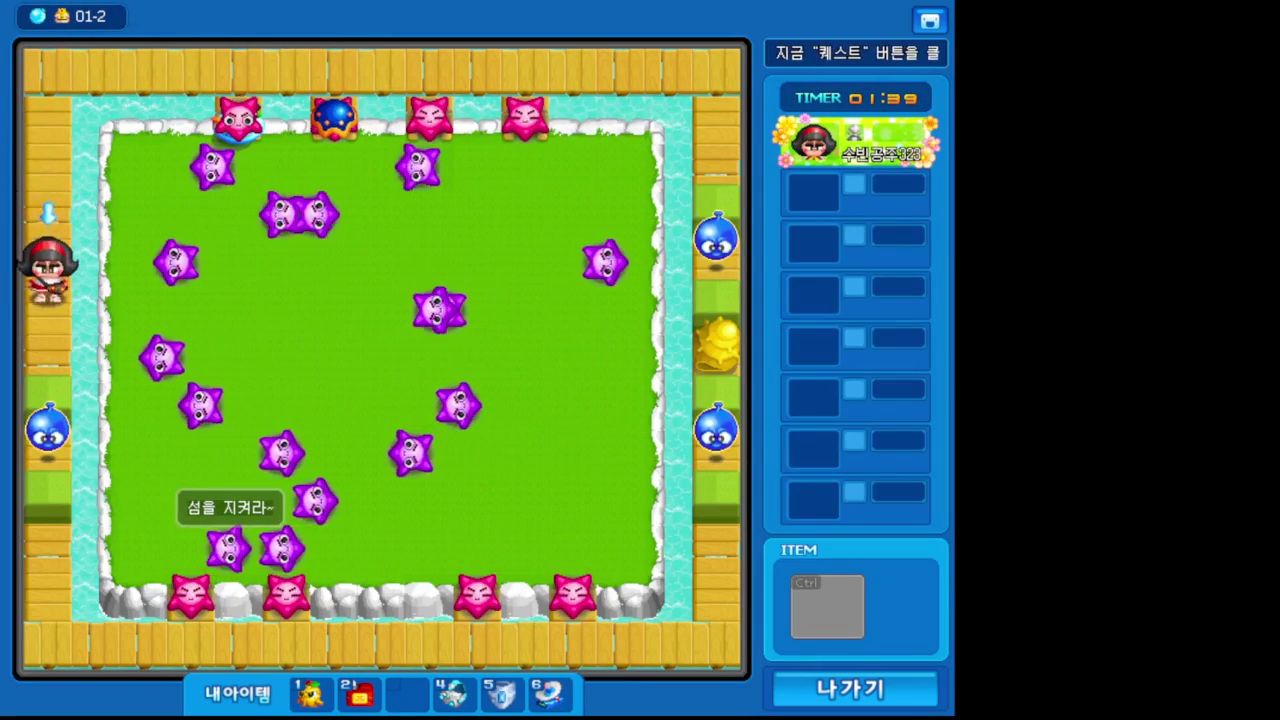 01-2
지금 "퀘스트" 버튼을 클
TIMER 01:39
수빈공주323
섬을 지켜라~
ITEM
Ctrl
내아이템 1 2 4 5 6
나가기